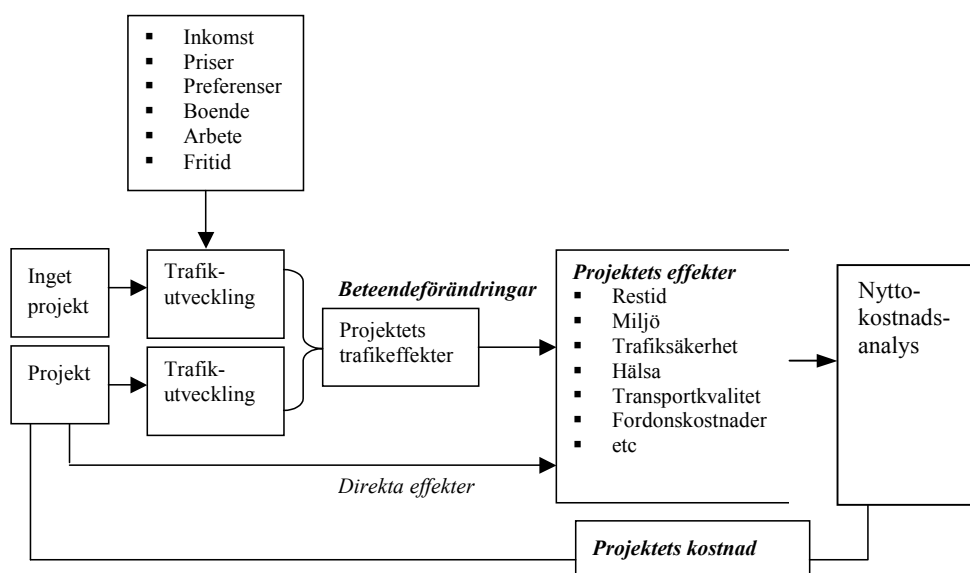 ▪ Inkomst
▪ Priser
▪ Preferenser
▪ Boende
▪ Arbete
▪ Fritid
Inget
projekt
Trafik-
utveckling
Projekt
Trafik-
utveckling
Beteendeförändringar
Projektets
trafikeffekter
Direkta effekter
Projektets effekter
▪ Restid
▪ Miljö
▪ Trafiksäkerhet
▪ Hälsa
▪ Transportkvalitet
▪ Fordonskostnader
▪ etc
Nytto-
kostnads-
analys
Projektets kostnad